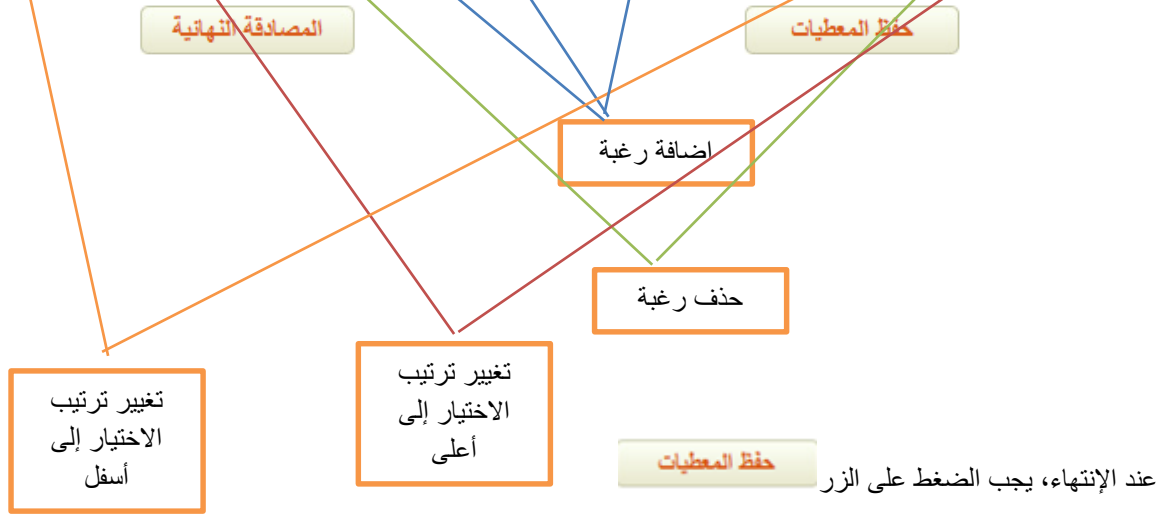 حفظ المعطيات
المصادقة النهائية
اضافة رغبة
حذف رغبة
تغيير ترتيب
الاختيار إلى
أعلى
تغيير ترتيب
الاختيار إلى
أسفل
عند الإنتهاء، يجب الضغط على الزر حفظ المعطيات